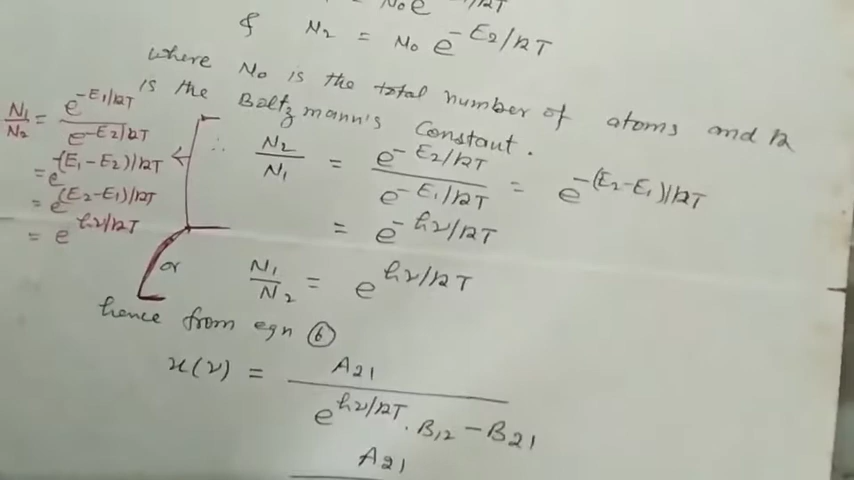 N₀e
& N₂ = N₀ e^-E₂/kT
where N₀ is the total number of atoms and k
is the Boltzmann's Constant.
N₁/N₂ = e^-E₁/kT / e^-E₂/kT
= e^-(E₁-E₂)/kT
= e^(E₂-E₁)/kT
= e^hν/kT
∴ N₂/N₁ = e^-E₂/kT / e^-E₁/kT = e^-(E₂-E₁)/kT
= e^-hν/kT
or N₁/N₂ = e^hν/kT
hence from eqn ⑥
u(ν) = A₂₁ / e^hν/kT . B₁₂ - B₂₁
A₂₁